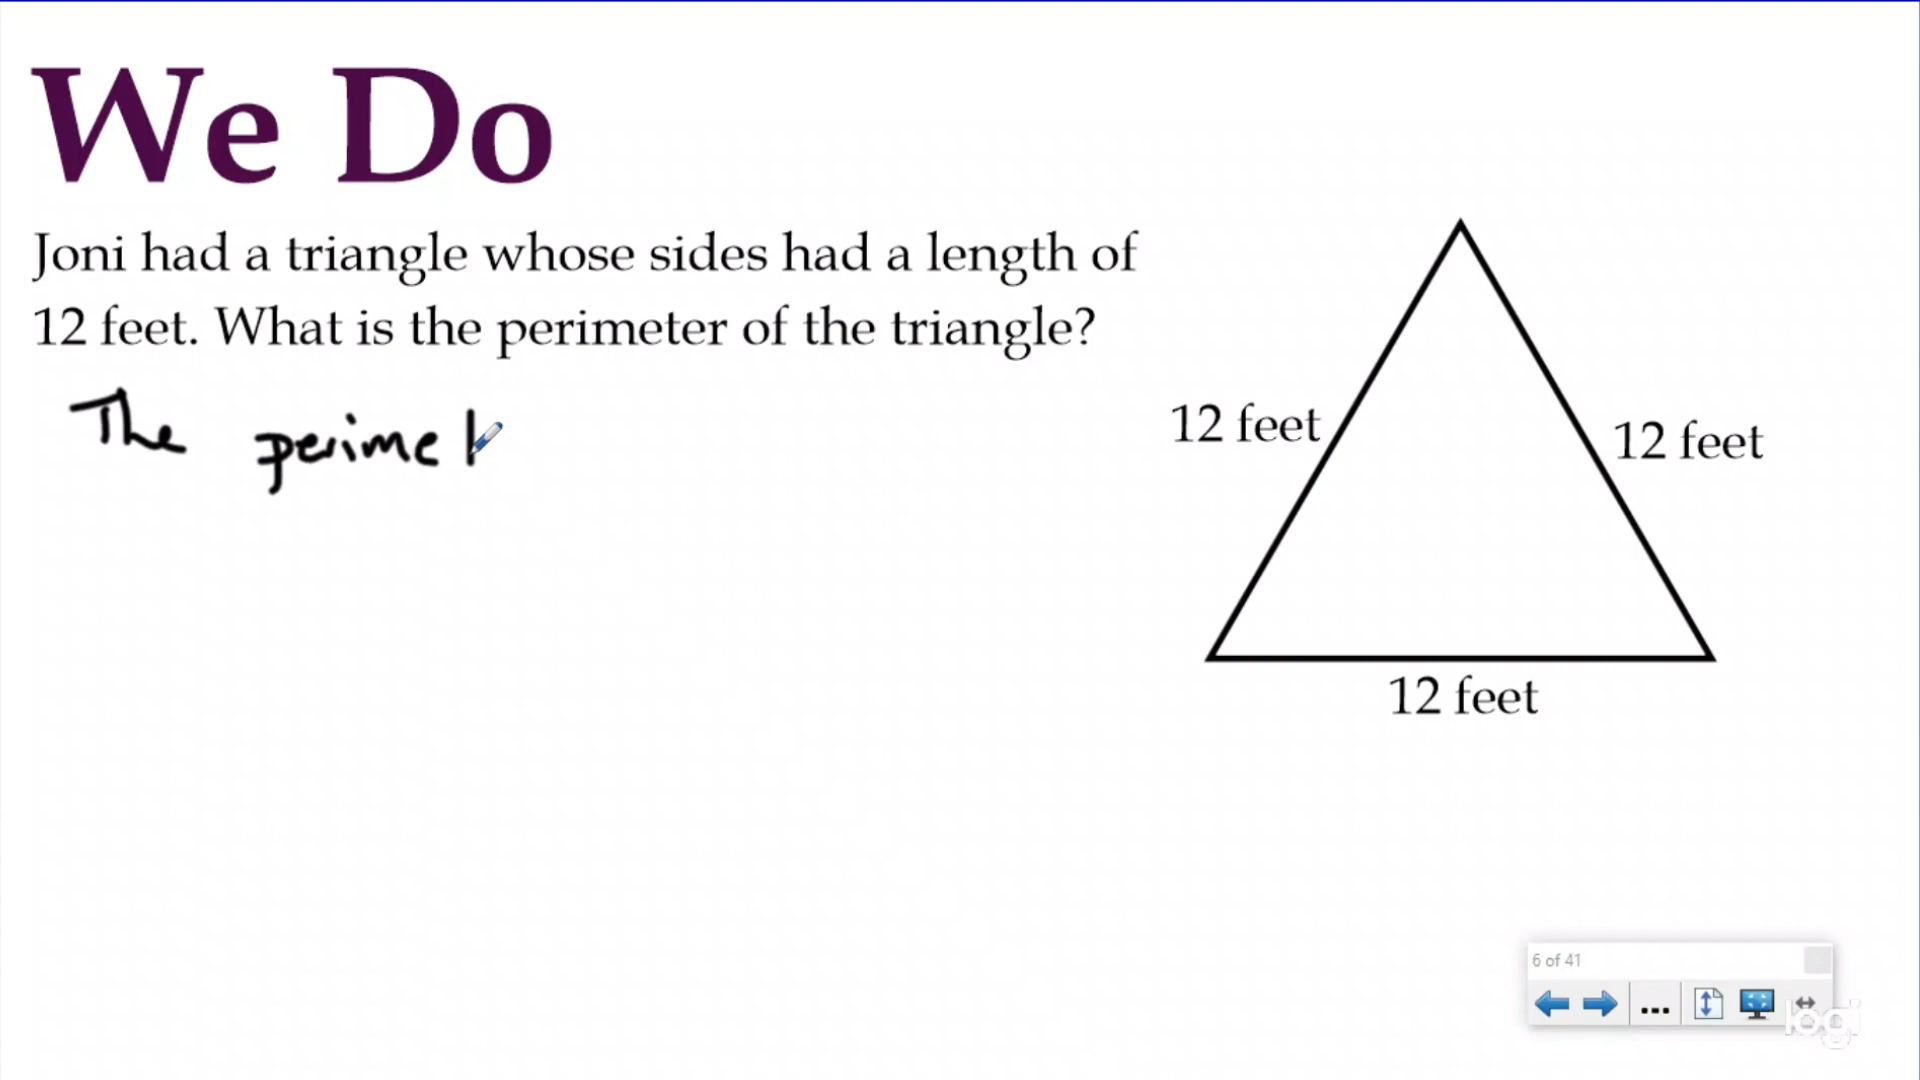 We Do
Joni had a triangle whose sides had a length of
12 feet. What is the perimeter of the triangle?
The perime
12 feet
12 feet
12 feet
6 of 41
logi